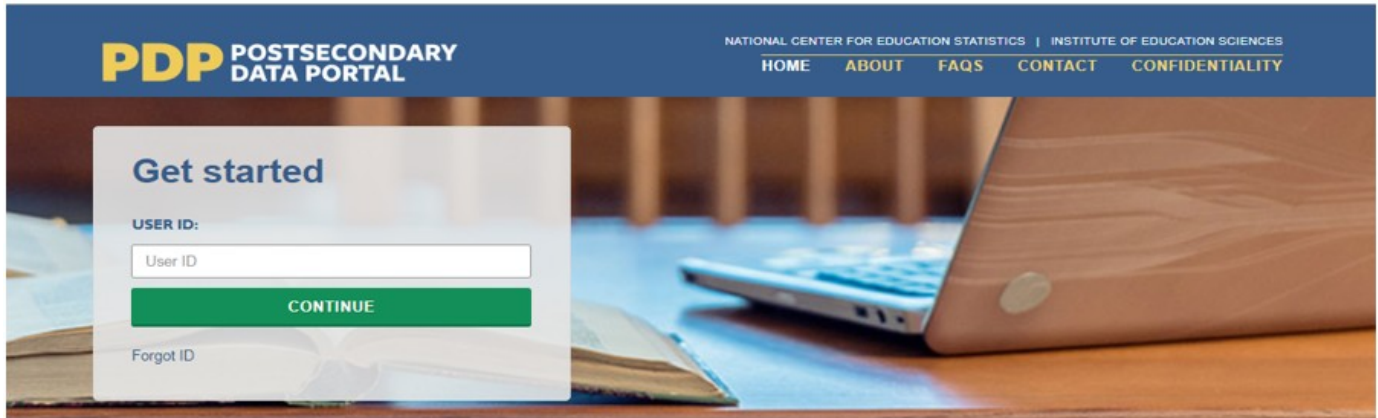 PDP POSTSECONDARY
DATA PORTAL
NATIONAL CENTER FOR EDUCATION STATISTICS | INSTITUTE OF EDUCATION SCIENCES
HOME ABOUT FAQS CONTACT CONFIDENTIALITY
Get started
USER ID:
User ID
CONTINUE
Forgot ID